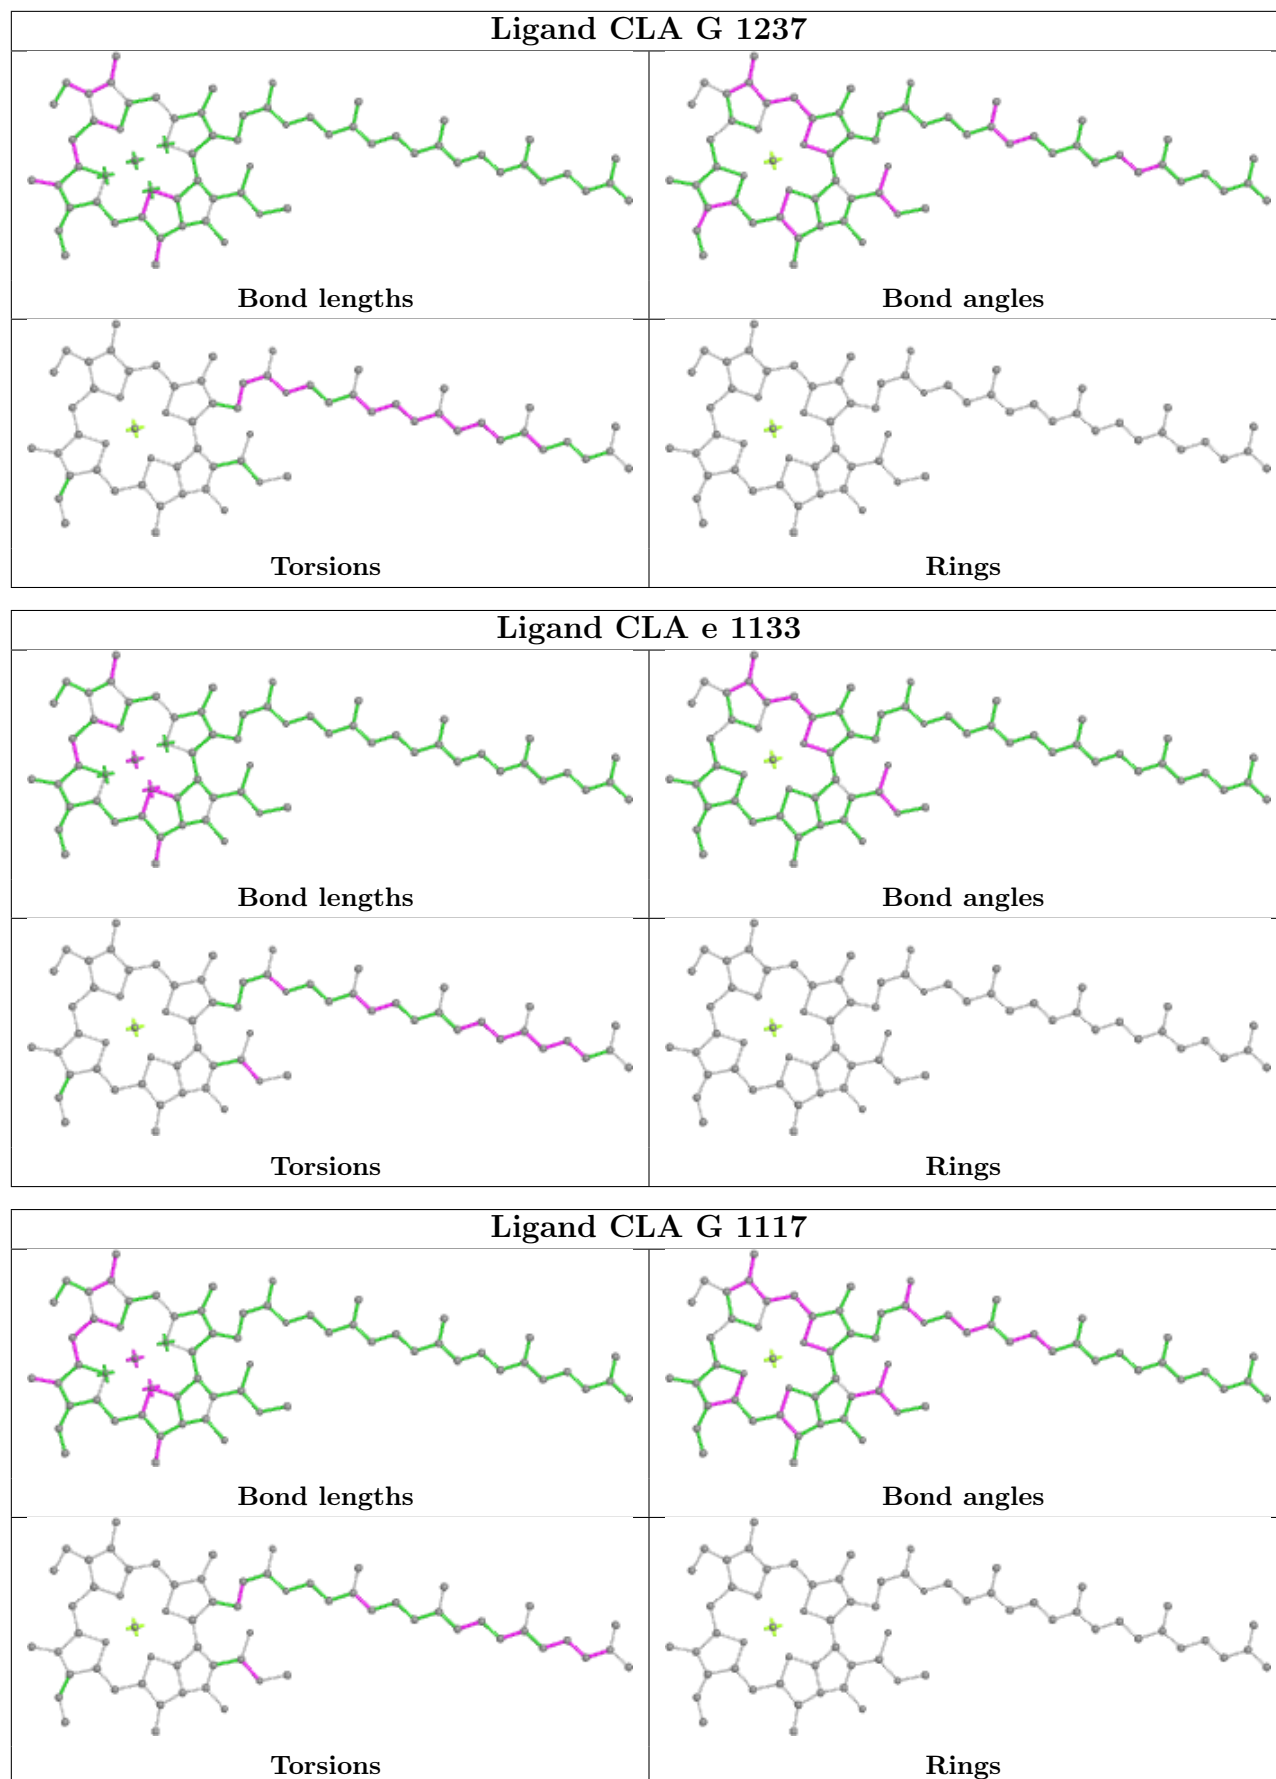 Ligand CLA G 1237
Bond lengths
Bond angles
Torsions
Rings
Ligand CLA e 1133
Bond lengths
Bond angles
Torsions
Rings
Ligand CLA G 1117
Bond lengths
Bond angles
Torsions
Rings